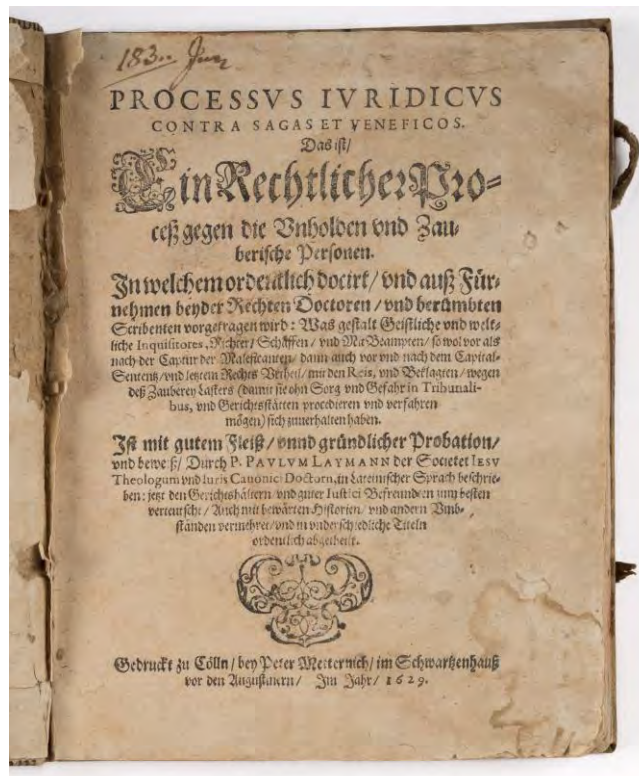 183
PROCESSVS IVRIDICVS
CONTRA SAGAS ET VENEFICOS.
Das ist/
Ein Rechtlicher Pro-
ceß gegen die Vnholden vnd Zau-
berische Personen.
In welchem ordentlich docirt/ vnd auß Für-
nehmen beyder Rechten Doctoren/ vnd berümbten
Scribenten vorgetragen wird: Was gestalt Geistliche vnd welt-
liche Inquisitores, Richter/ Schöffen/ vnd Beampten/ so wol vor als
nach der Captur der Maleficanten/ dann auch vor vnd nach dem Capital-
Sententz/ vnd letztem Rechts Vrtheil/ mit den Reis, vnd Beklagten/ wegen
deß Zauberey Lasters (damit sie ohn Sorg vnd Gefahr in Tribunali-
bus, vnd Gerichtsstätten procedieren vnd verfahren
mögen) sich zuuerhalten haben.
Ist mit gutem Fleiß/ vnnd gründlicher Probation/
vnd beweiß/ Durch P. PAVLVM LAYMANN der Societet IESV
Theologum vnd Iuris Canonici Doctorn, in Lateinischer Sprach beschrie-
ben: jetzt den Gerichtshältern/ vnd guter Iustici Befreunden zum besten
verteutscht/ Auch mit bewärten Historien/ vnd andern Vmb-
ständen vermehret/ vnd in vnderschiedliche Titeln
ordentlich abgetheilt.
Gedruckt zu Cölln/ bey Peter Metternich/ im Schwartzenhauß
vor den Augustinern/ Im Jahr/ 1629.